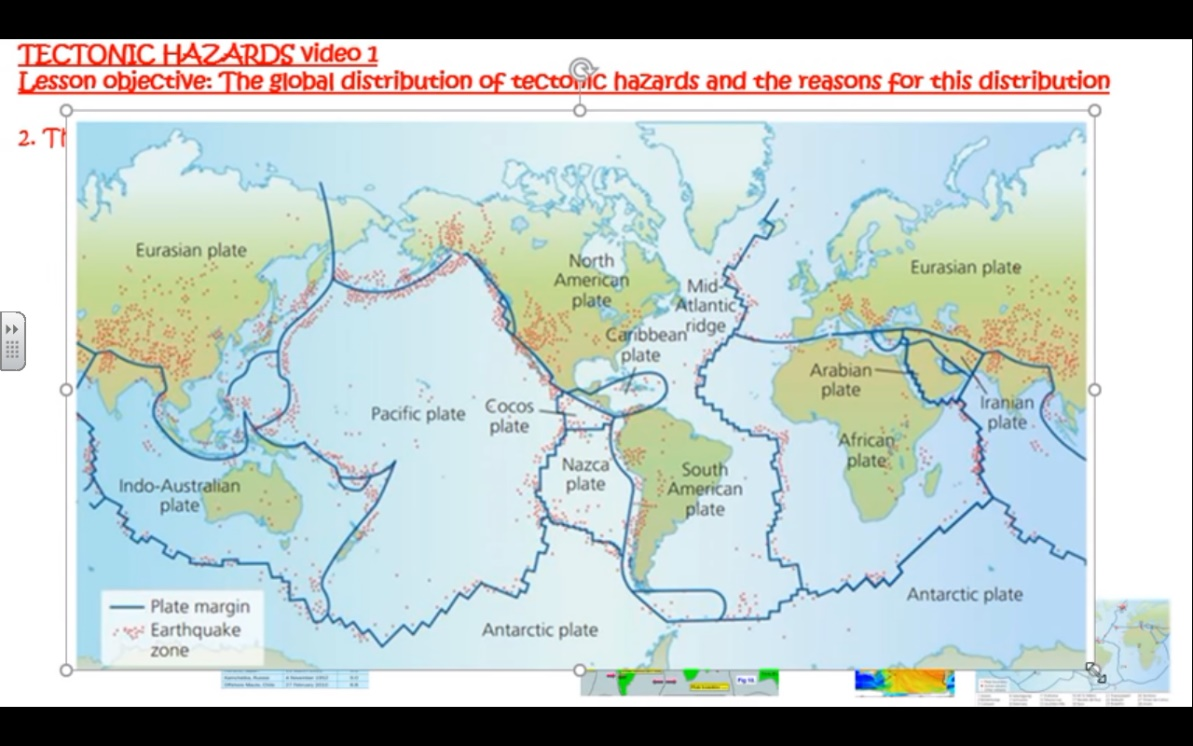 TECTONIC HAZARDS video 1
Lesson objective: The global distribution of tectonic hazards and the reasons for this distribution
2. Th
Eurasian plate
North
American
plate
Eurasian plate
Mid-
Atlantic
ridge
Caribbean
plate
Arabian
plate
Iranian
plate
Pacific plate
Cocos
plate
African
plate
Nazca
plate
South
American
plate
Indo-Australian
plate
Antarctic plate
Antarctic plate
Plate margin
Earthquake
zone